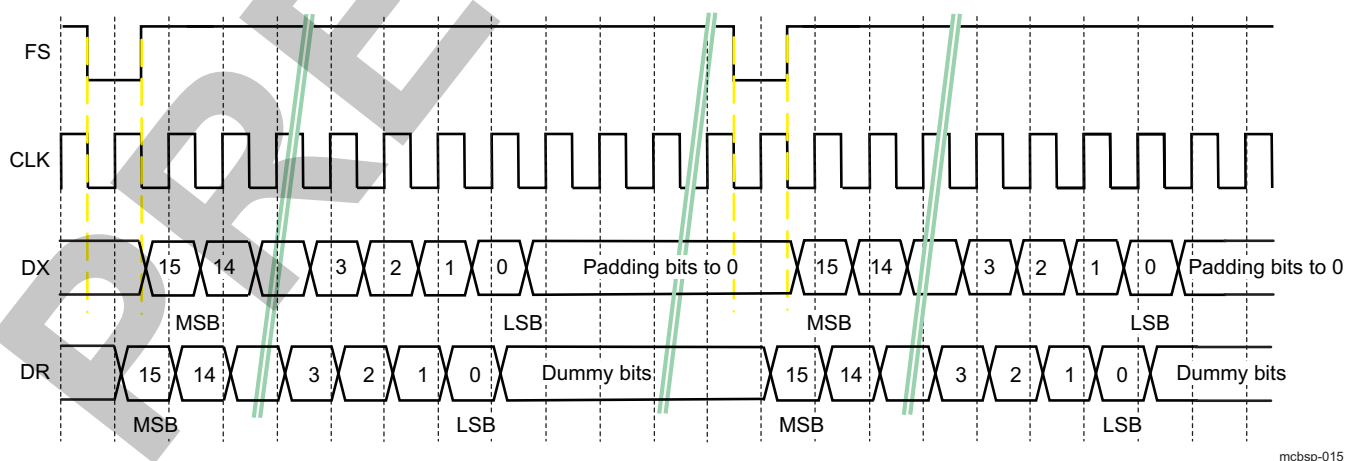 FS
CLK
DX 15 14 3 2 1 0 Padding bits to 0 15 14 3 2 1 0 Padding bits to 0
MSB LSB MSB LSB
DR 15 14 3 2 1 0 Dummy bits 15 14 3 2 1 0 Dummy bits
MSB LSB MSB LSB
mcbsp-015
PRE